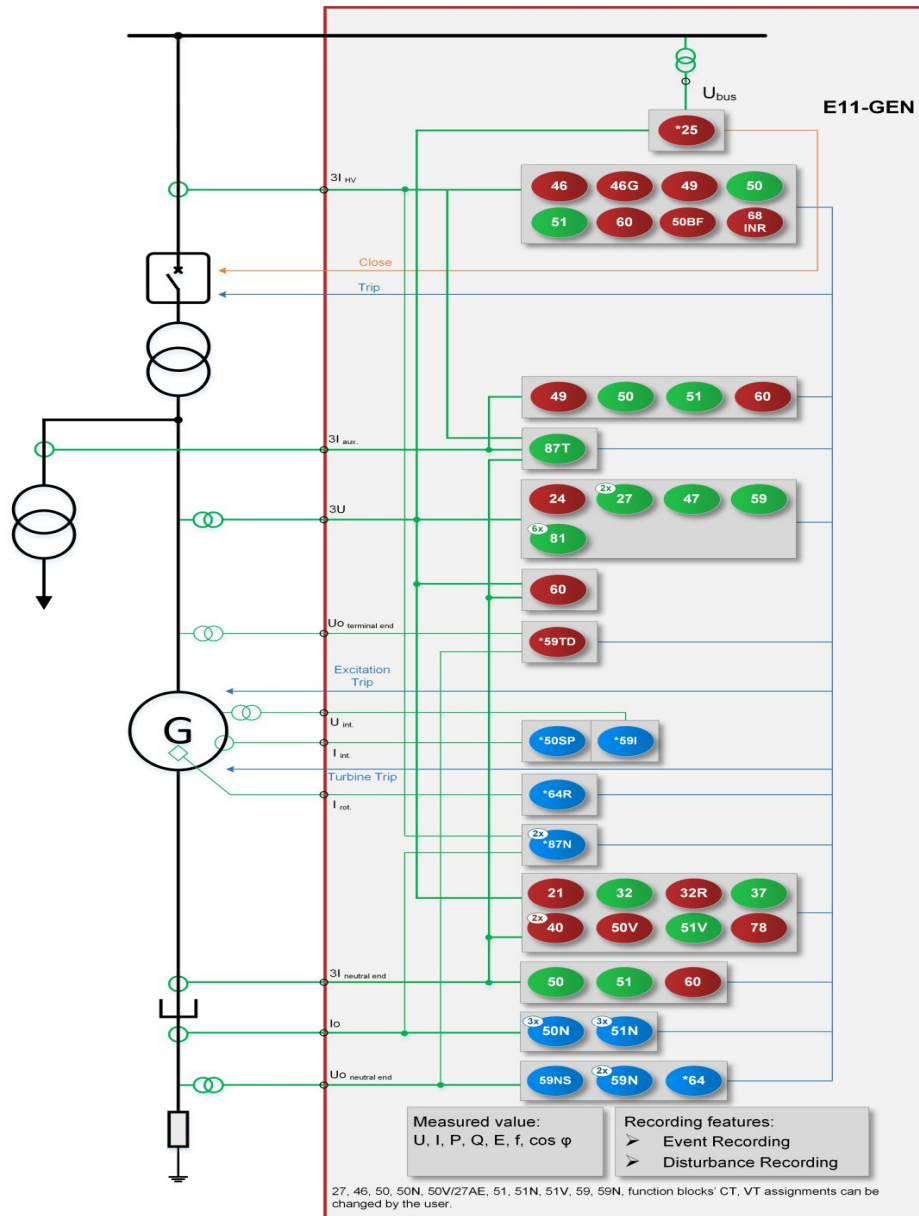 U bus
E11-GEN
*25
3I HV
46 46G 49 50
51 60 50BF 68 INR
Close
Trip
49 50 51 60
3I aux.
87T
24 2x 27 47 59
3U
6x 81
60
Uo terminal end
*59TD
Excitation
Trip
G
U int.
*50SP *59I
I int.
Turbine Trip
*64R
I rot.
2x *87N
21 32 32R 37
2x 40 50V 51V 78
3I neutral end
50 51 60
Io
3x 50N 3x 51N
Uo neutral end
59NS 2x 59N *64
Measured value:
U, I, P, Q, E, f, cos φ
Recording features:
➢ Event Recording
➢ Disturbance Recording
27, 46, 50, 50N, 50V/27AE, 51, 51N, 51V, 59, 59N, function blocks' CT, VT assignments can be
changed by the user.